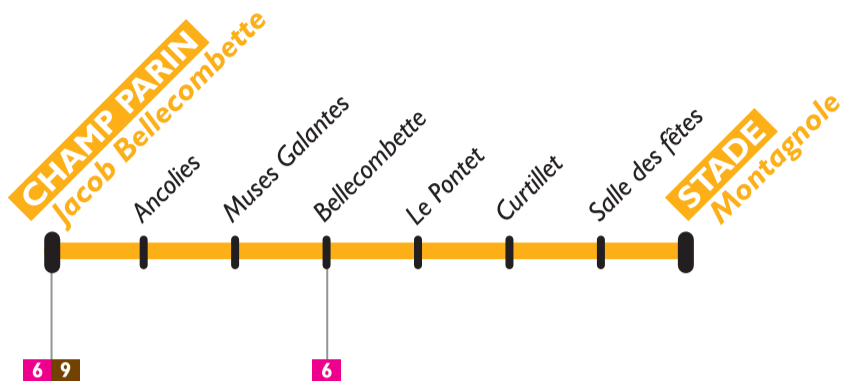 CHAMP PARIN
Jacob Bellecombette
Ancolies
Muses Galantes
Bellecombette
Le Pontet
Curtillet
Salle des fêtes
STADE
Montagnole
6 9
6